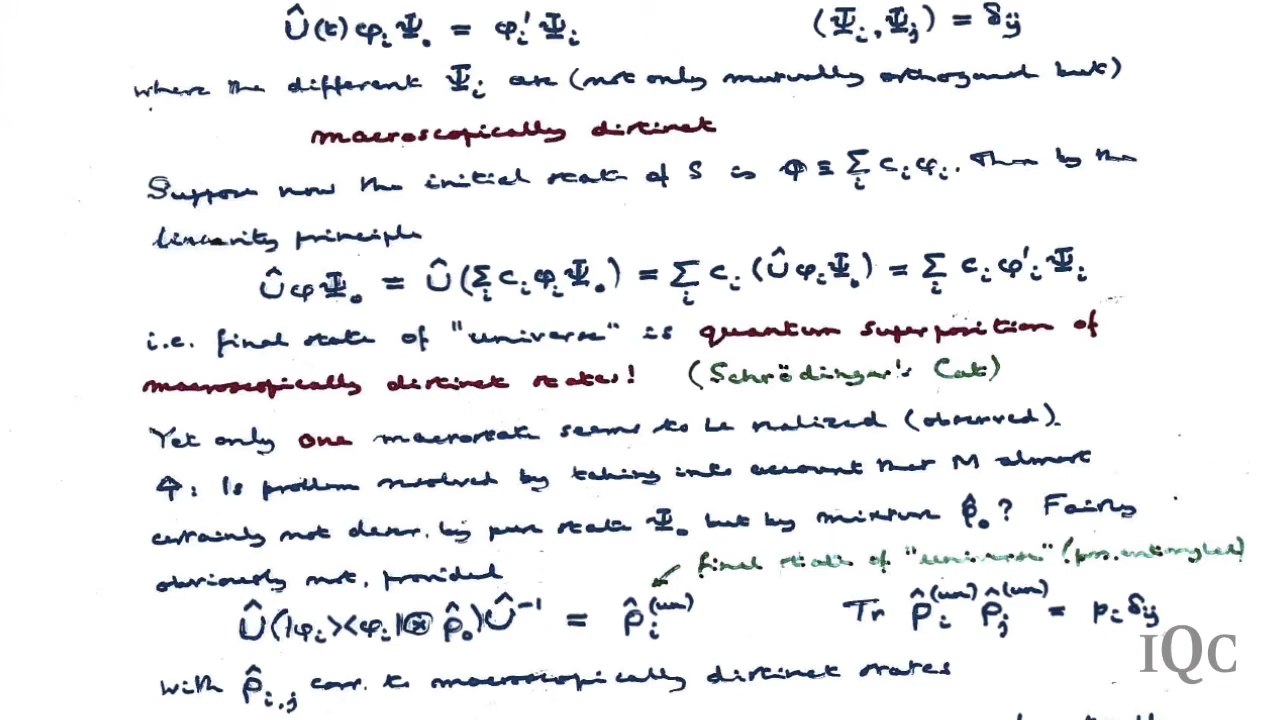 Û(t) φᵢ Ψ₀ = φᵢ′ Ψᵢ (Ψᵢ, Ψⱼ) = δᵢⱼ
where the different Ψᵢ are (not only mutually orthogonal but)
macroscopically distinct
Suppose now the initial state of S is φ ≡ Σᵢ cᵢ φᵢ. Then by the
linearity principle
Û φ Ψ₀ = Û (Σᵢ cᵢ φᵢ Ψ₀) = Σᵢ cᵢ (Û φᵢ Ψ₀) = Σᵢ cᵢ φ′ᵢ Ψᵢ
i.e. final state of "universe" is quantum superposition of
macroscopically distinct states! (Schrödinger's Cat)
Yet only one macrostate seems to be realized (observed).
Q: Is problem resolved by taking into account that M almost
certainly not descr. by pure state Ψ₀ but by mixture ρ̂₀? Fairly
obviously not, provided
final state of "universe" (poss. entangled)
Û(|φᵢ><φᵢ| ⊗ ρ̂₀)Û⁻¹ = ρ̂ᵢ⁽ᵘⁿ⁾ Tr ρ̂ᵢ⁽ᵘⁿ⁾ρ̂ⱼ⁽ᵘⁿ⁾ = pᵢ δᵢⱼ
IQC
with ρ̂ᵢ,ⱼ corr. to macroscopically distinct states